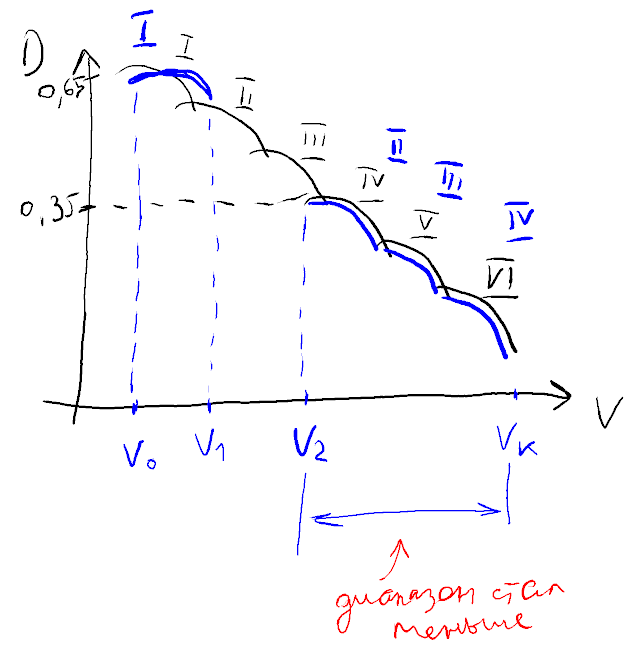 I
I
D
0,65
II
III
II
IV
III
0,35
V
IV
VI
V
V₀
V₁
V₂
Vк
диапазон стал
меньше